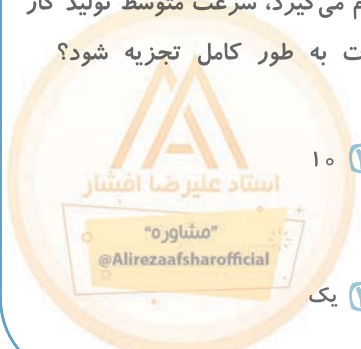 م می‌گیرد، سرعت متوسط تولید گاز
ت به طور کامل تجزیه شود؟
۱۰
استاد علیرضا افشار
"مشاوره"
@Alirezaafsharofficial
یک